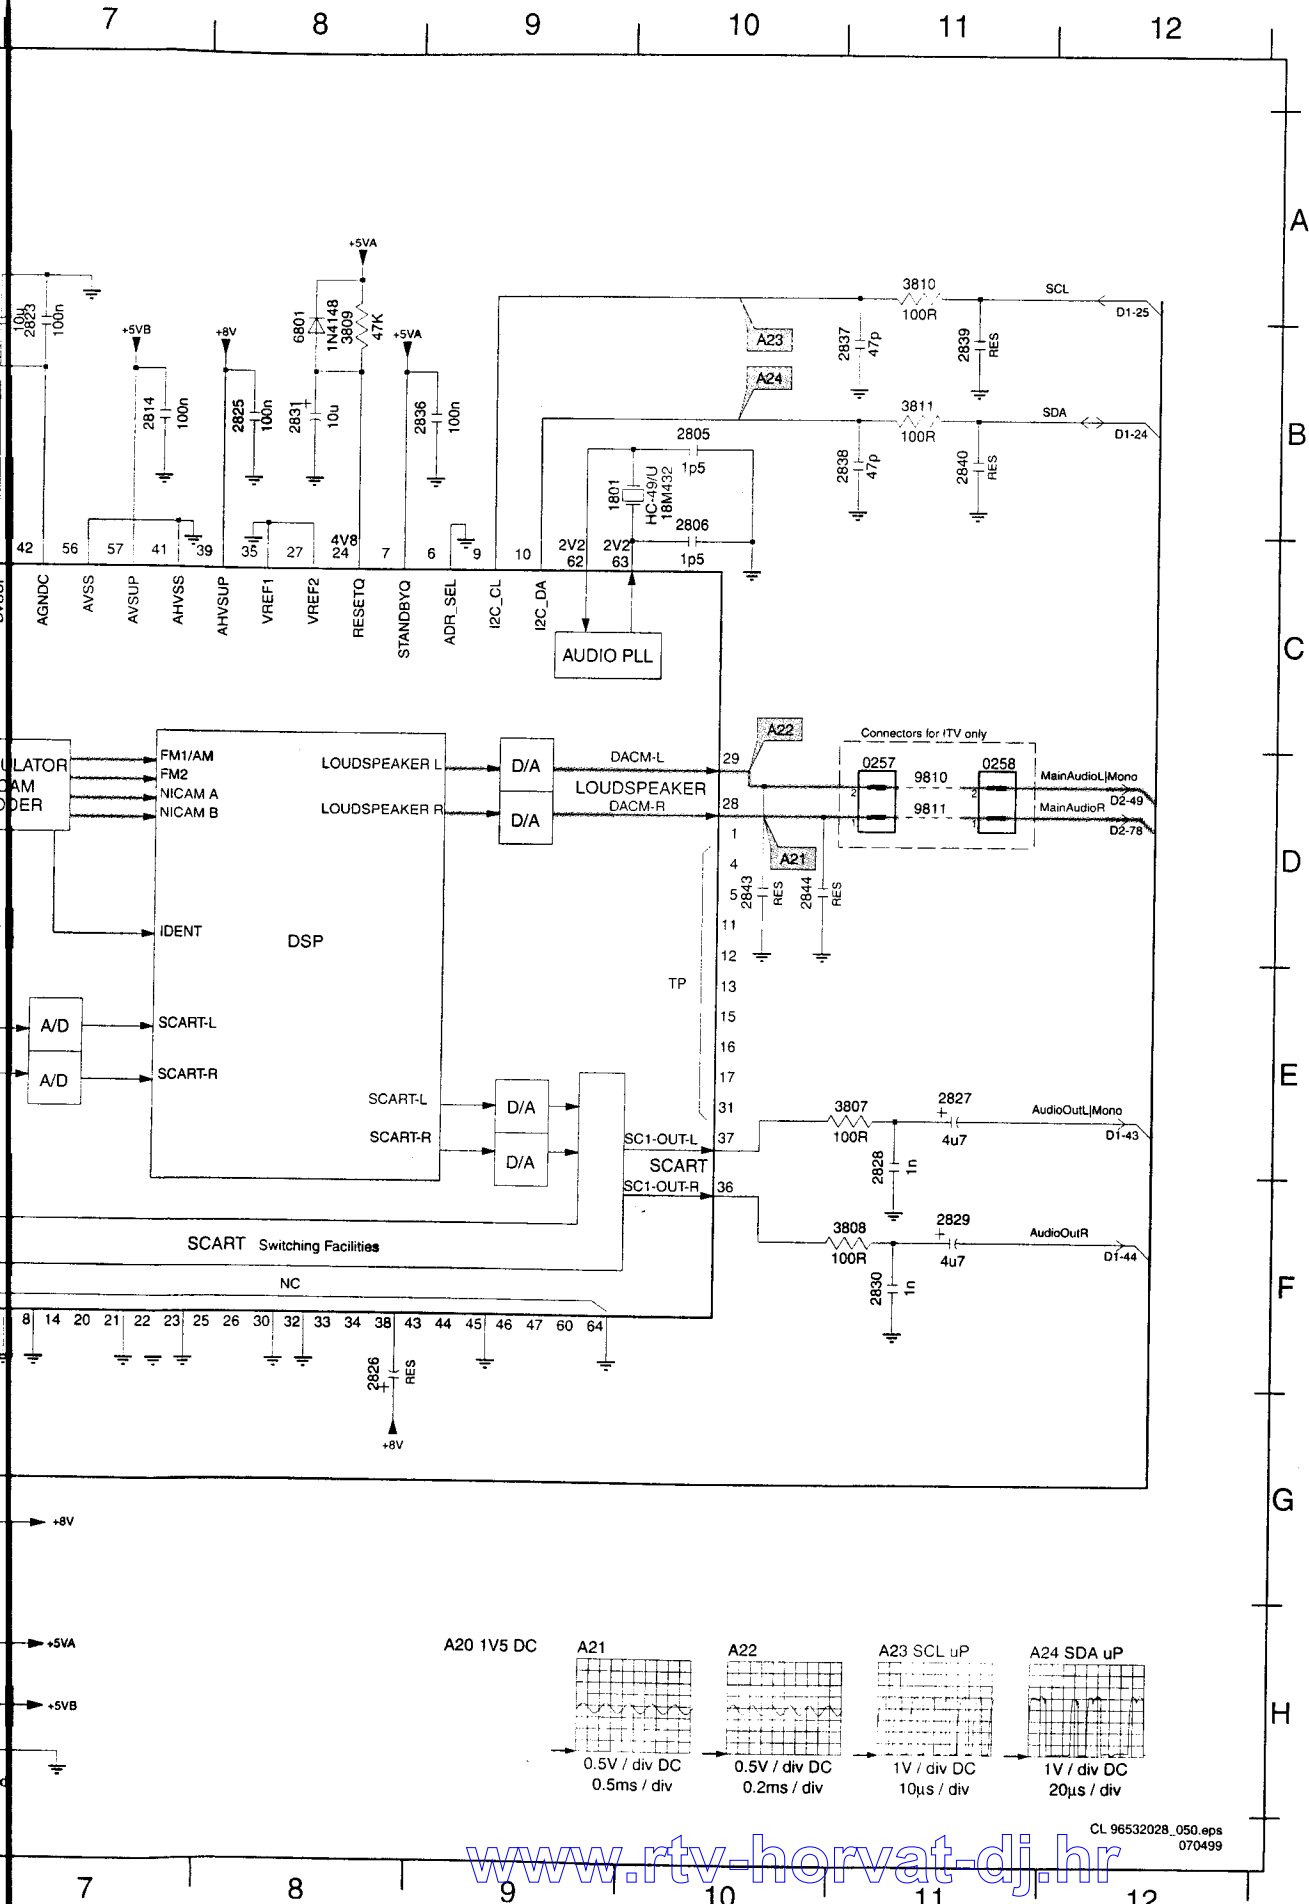 7 8 9 10 11 12
A
+5VA
3810
SCL
100R
D1-25
10u
2823
100n
+5VB
+8V
6801
1N4148
3809
47K
+5VA
A23
2837
47p
2839
RES
A24
3811
SDA
100R
D1-24
B
2814
100n
2825
100n
2831
+
10u
2836
100n
2805
1p5
1801
HC-49/U
18M432
2838
47p
2840
RES
2806
1p5
4V8
2V2
2V2
42 56 57 41 39 35 27 24 7 6 9 10 62 63
AGNDC
AVSS
AVSUP
AHVSS
AHVSUP
VREF1
VREF2
RESETQ
STANDBYQ
ADR_SEL
I2C_CL
I2C_DA
AUDIO PLL
C
A22
Connectors for ITV only
ULATOR
DDER
FM1/AM
FM2
NICAM A
NICAM B
LOUDSPEAKER L
LOUDSPEAKER R
D/A
D/A
DACM-L
LOUDSPEAKER
DACM-R
29
28
1
4
5
11
12
13
15
16
17
31
37
36
0257
0258
9810
9811
2
1
2
1
MainAudioL|Mono
D2-49
MainAudioR
D2-78
A21
D
2843
RES
2844
RES
IDENT
DSP
TP
A/D
A/D
SCART-L
SCART-R
E
SCART-L
SCART-R
D/A
D/A
SC1-OUT-L
SCART
SC1-OUT-R
3807
100R
2827
+
4u7
AudioOutL|Mono
D1-43
2828
1n
3808
100R
2829
+
4u7
AudioOutR
D1-44
2830
1n
SCART Switching Facilities
NC
F
8 14 20 21 22 23 25 26 30 32 33 34 38 43 44 45 46 47 60 64
2826
+
RES
+8V
G
+8V
+5VA
+5VB
A20 1V5 DC
A21
0.5V / div DC
0.5ms / div
A22
0.5V / div DC
0.2ms / div
A23 SCL uP
1V / div DC
10µs / div
A24 SDA uP
1V / div DC
20µs / div
H
CL 96532028_050.eps
070499
www.rtv-horvat-dj.hr
7 8 9 10 11 12